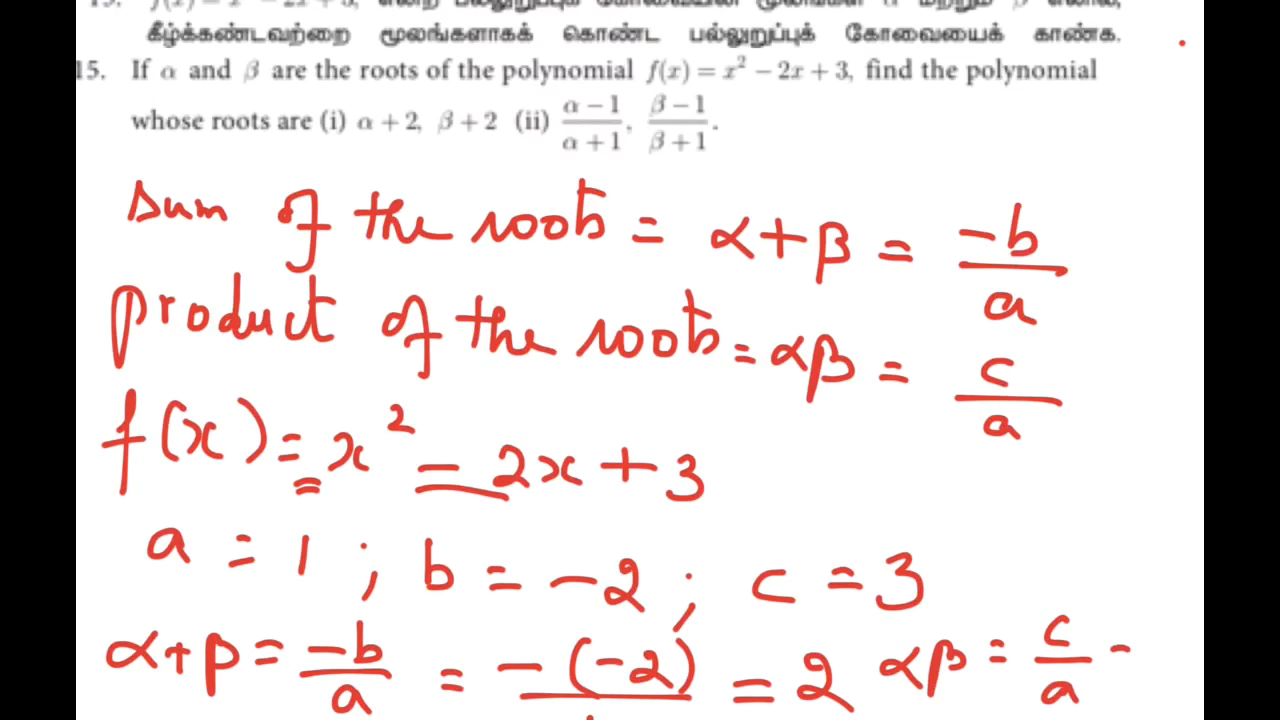 கீழ்க்கண்டவற்றை மூலங்களாகக் கொண்ட பல்லுறுப்புக் கோவையைக் காண்க.
15. If α and β are the roots of the polynomial f(x) = x² − 2x + 3, find the polynomial
whose roots are (i) α + 2, β + 2 (ii) (α − 1)/(α + 1), (β − 1)/(β + 1).
Sum of the roots = α + β = -b/a
product of the roots = αβ = c/a
f(x) = x² - 2x + 3
a = 1 ; b = -2 ; c = 3
α + β = -b/a = -(-2)/ = 2 αβ = c/a =